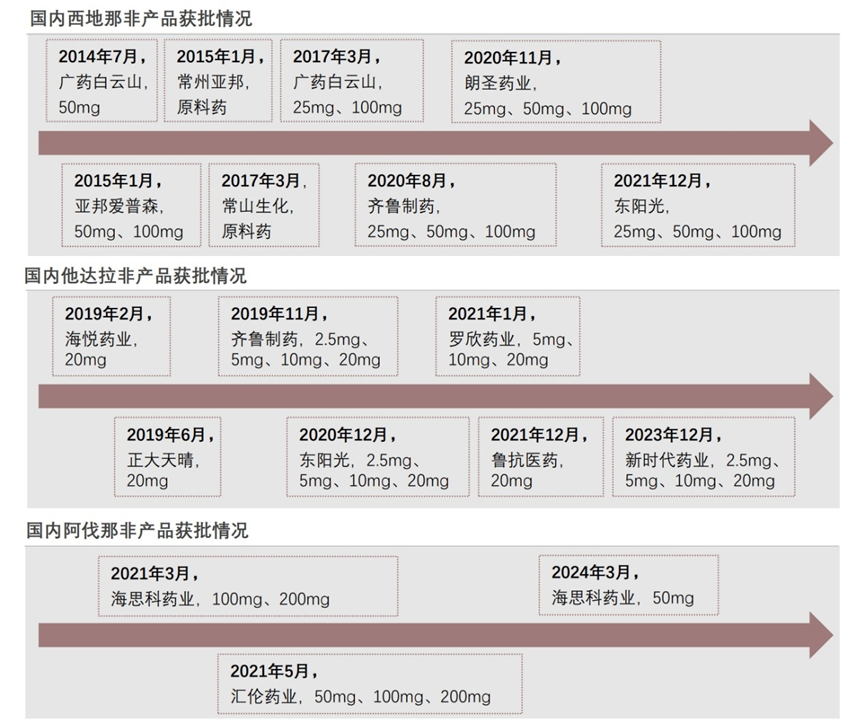 国内西地那非产品获批情况
2014年7月，
广药白云山，
50mg
2015年1月，
常州亚邦，
原料药
2017年3月，
广药白云山，
25mg、100mg
2020年11月，
朗圣药业，
25mg、50mg、100mg
2015年1月，
亚邦爱普森，
50mg、100mg
2017年3月，
常山生化，
原料药
2020年8月，
齐鲁制药，
25mg、50mg、100mg
2021年12月，
东阳光，
25mg、50mg、100mg
国内他达拉非产品获批情况
2019年2月，
海悦药业，
20mg
2019年11月，
齐鲁制药，2.5mg、
5mg、10mg、20mg
2021年1月，
罗欣药业，5mg、
10mg、20mg
2019年6月，
正大天晴，
20mg
2020年12月，
东阳光，2.5mg、
5mg、10mg、20mg
2021年12月，
鲁抗医药，
20mg
2023年12月，
新时代药业，2.5mg、
5mg、10mg、20mg
国内阿伐那非产品获批情况
2021年3月，
海思科药业，100mg、200mg
2024年3月，
海思科药业，50mg
2021年5月，
汇伦药业，50mg、100mg、200mg